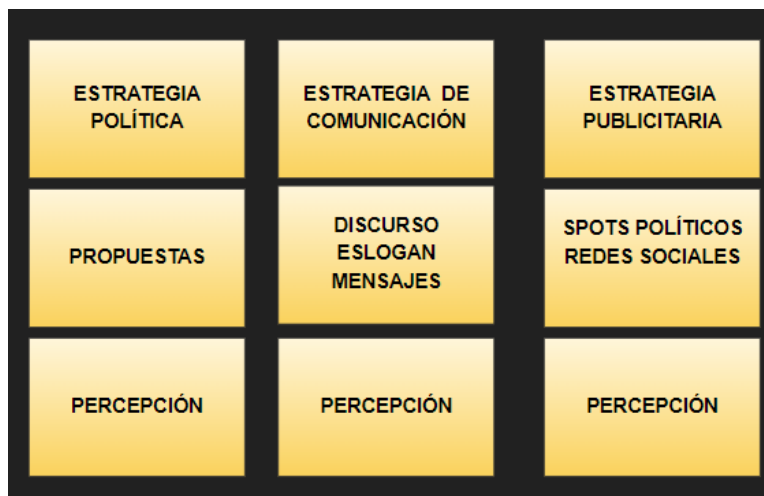 ESTRATEGIA
POLÍTICA
ESTRATEGIA DE
COMUNICACIÓN
ESTRATEGIA
PUBLICITARIA
PROPUESTAS
DISCURSO
ESLOGAN
MENSAJES
SPOTS POLÍTICOS
REDES SOCIALES
PERCEPCIÓN
PERCEPCIÓN
PERCEPCIÓN